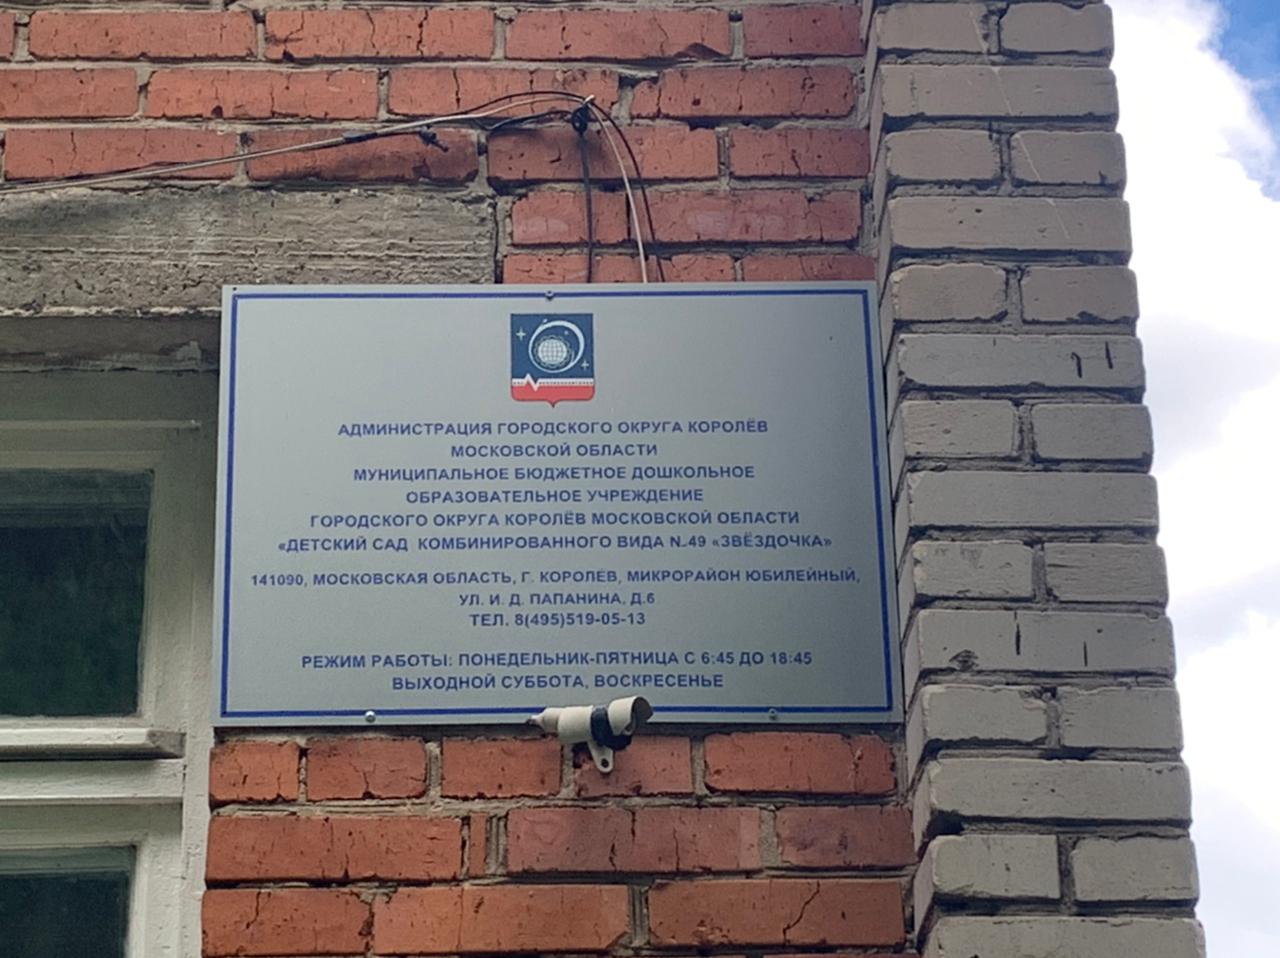 АДМИНИСТРАЦИЯ ГОРОДСКОГО ОКРУГА КОРОЛЁВ
МОСКОВСКОЙ ОБЛАСТИ
МУНИЦИПАЛЬНОЕ БЮДЖЕТНОЕ ДОШКОЛЬНОЕ
ОБРАЗОВАТЕЛЬНОЕ УЧРЕЖДЕНИЕ
ГОРОДСКОГО ОКРУГА КОРОЛЁВ МОСКОВСКОЙ ОБЛАСТИ
«ДЕТСКИЙ САД КОМБИНИРОВАННОГО ВИДА №49 «ЗВЁЗДОЧКА»
141090, МОСКОВСКАЯ ОБЛАСТЬ, Г. КОРОЛЁВ, МИКРОРАЙОН ЮБИЛЕЙНЫЙ,
УЛ. И. Д. ПАПАНИНА, Д.6
ТЕЛ. 8(495)519-05-13
РЕЖИМ РАБОТЫ: ПОНЕДЕЛЬНИК-ПЯТНИЦА С 6:45 ДО 18:45
ВЫХОДНОЙ СУББОТА, ВОСКРЕСЕНЬЕ